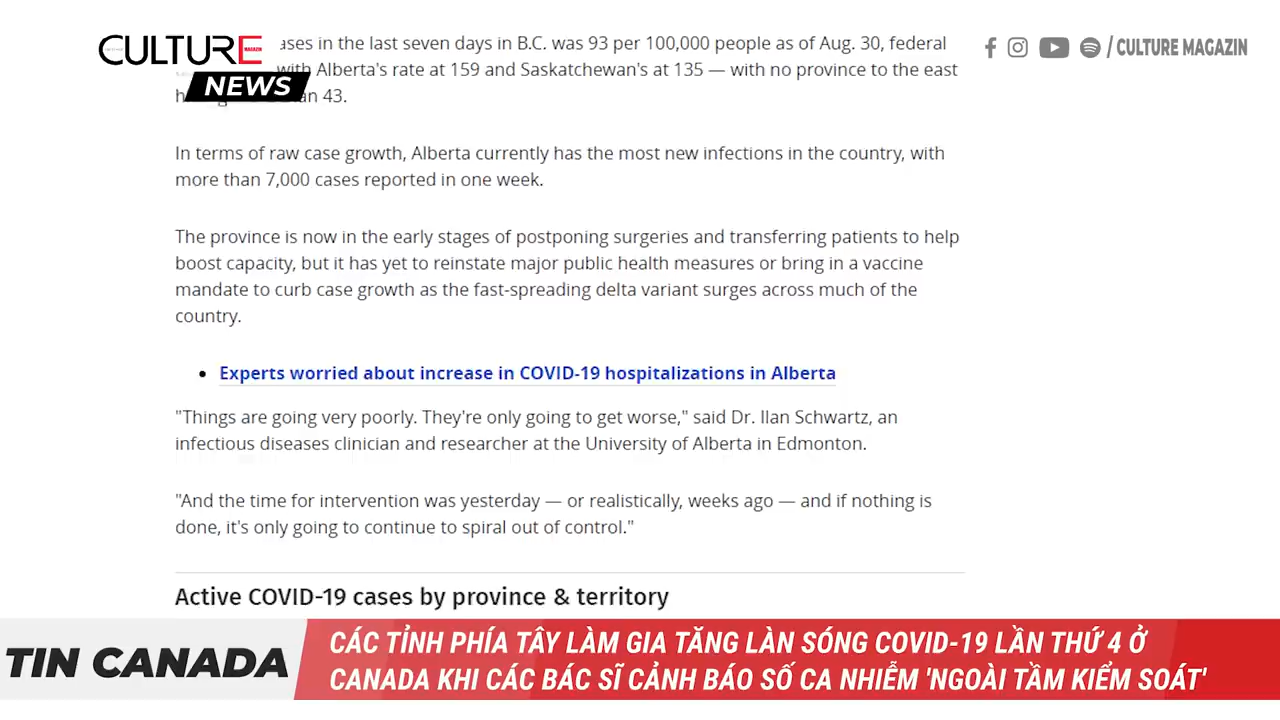 CULTURE
MAGAZIN
NEWS
/ CULTURE MAGAZIN
ases in the last seven days in B.C. was 93 per 100,000 people as of Aug. 30, federal
with Alberta's rate at 159 and Saskatchewan's at 135 — with no province to the east
an 43.
In terms of raw case growth, Alberta currently has the most new infections in the country, with
more than 7,000 cases reported in one week.
The province is now in the early stages of postponing surgeries and transferring patients to help
boost capacity, but it has yet to reinstate major public health measures or bring in a vaccine
mandate to curb case growth as the fast-spreading delta variant surges across much of the
country.
• Experts worried about increase in COVID-19 hospitalizations in Alberta
"Things are going very poorly. They're only going to get worse," said Dr. Ilan Schwartz, an
infectious diseases clinician and researcher at the University of Alberta in Edmonton.
"And the time for intervention was yesterday — or realistically, weeks ago — and if nothing is
done, it's only going to continue to spiral out of control."
Active COVID-19 cases by province & territory
TIN CANADA
CÁC TỈNH PHÍA TÂY LÀM GIA TĂNG LÀN SÓNG COVID-19 LẦN THỨ 4 Ở
CANADA KHI CÁC BÁC SĨ CẢNH BÁO SỐ CA NHIỄM 'NGOÀI TẦM KIỂM SOÁT'